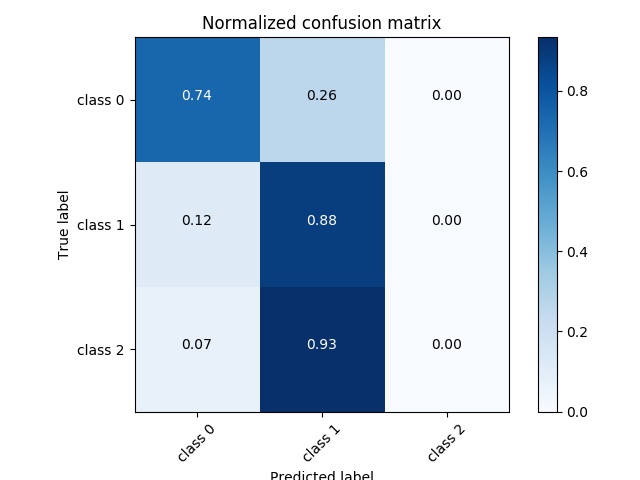 Normalized confusion matrix
True label
class 0
0.74 0.26 0.00
class 1
0.12 0.88 0.00
class 2
0.07 0.93 0.00
class 0 class 1 class 2
Predicted label
0.8
0.6
0.4
0.2
0.0